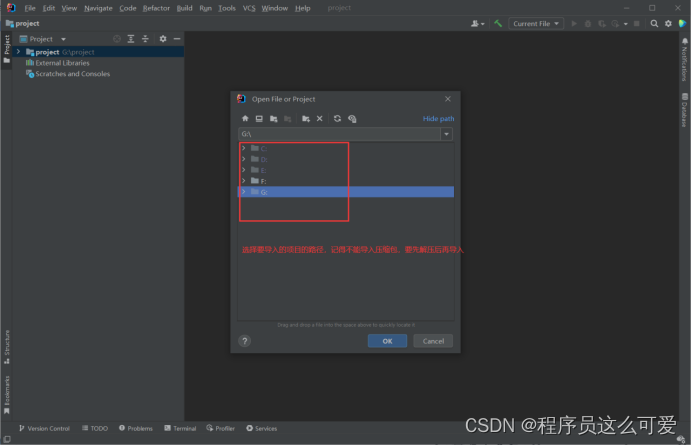 File Edit View Navigate Code Refactor Build Run Tools VCS Window Help project
project
Current File
Project
Project
project G:\project
External Libraries
Scratches and Consoles
Open File or Project
Hide path
G:\
C:
D:
E:
F:
G:
选择要导入的项目的路径，记得不能导入压缩包，要先解压后再导入
Drag and drop a file into the space above to quickly locate it
?
OK
Cancel
Notifications
Database
Structure
Bookmarks
Version Control
TODO
Problems
Terminal
Profiler
Services
CSDN @程序员这么可爱